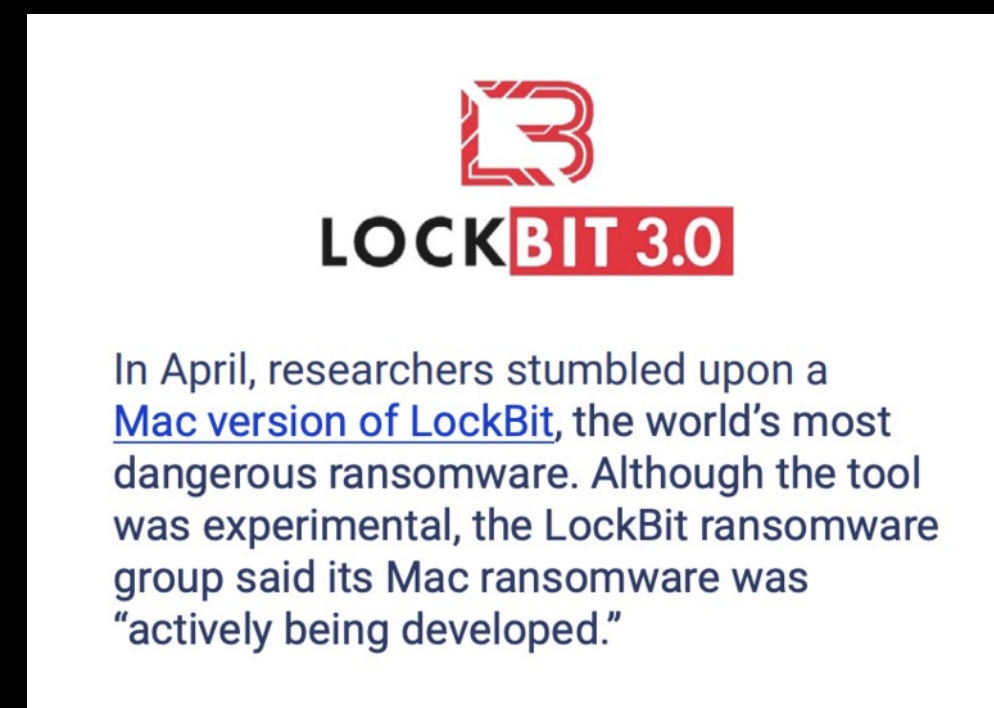 LOCKBIT 3.0
In April, researchers stumbled upon a
Mac version of LockBit, the world’s most
dangerous ransomware. Although the tool
was experimental, the LockBit ransomware
group said its Mac ransomware was
“actively being developed.”